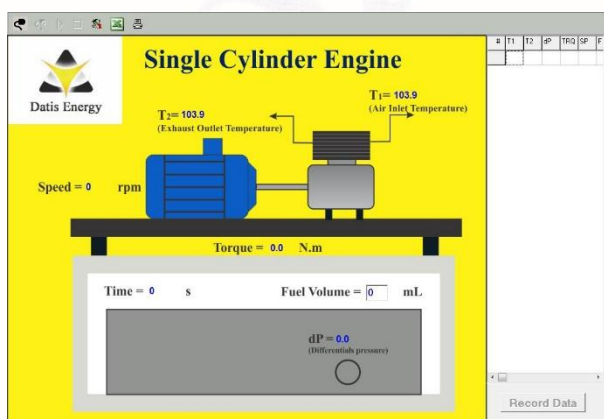 # T1 T2 dP TRQ SP F
Single Cylinder Engine
Datis Energy
T₁= 103.9
(Air Inlet Temperature)
T₂= 103.9
(Exhaust Outlet Temperature)
Speed = 0 rpm
Torque = 0.0 N.m
Time = 0 s Fuel Volume = 0 mL
dP = 0.0
(Differentials pressure)
Record Data